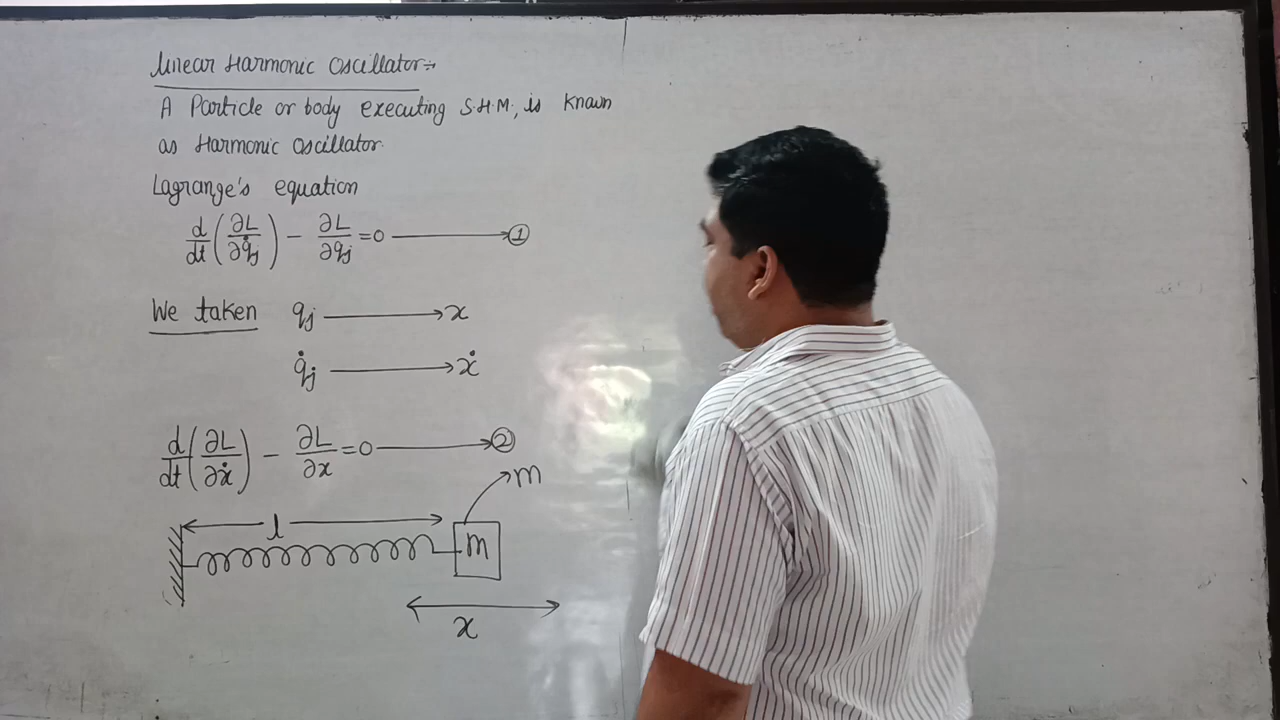 Linear Harmonic Oscillator:-
A Particle or body executing S.H.M., is known
as Harmonic Oscillator.
Lagrange's equation
d/dt (∂L/∂q̇j) - ∂L/∂qj = 0 → ①
We taken qj → x
q̇j → ẋ
d/dt (∂L/∂ẋ) - ∂L/∂x = 0 → ②
m
l
m
x